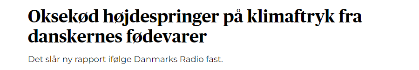 Oksekød højdespringer på klimaftryk fra
danskernes fødevarer
Det slår ny rapport ifølge Danmarks Radio fast.